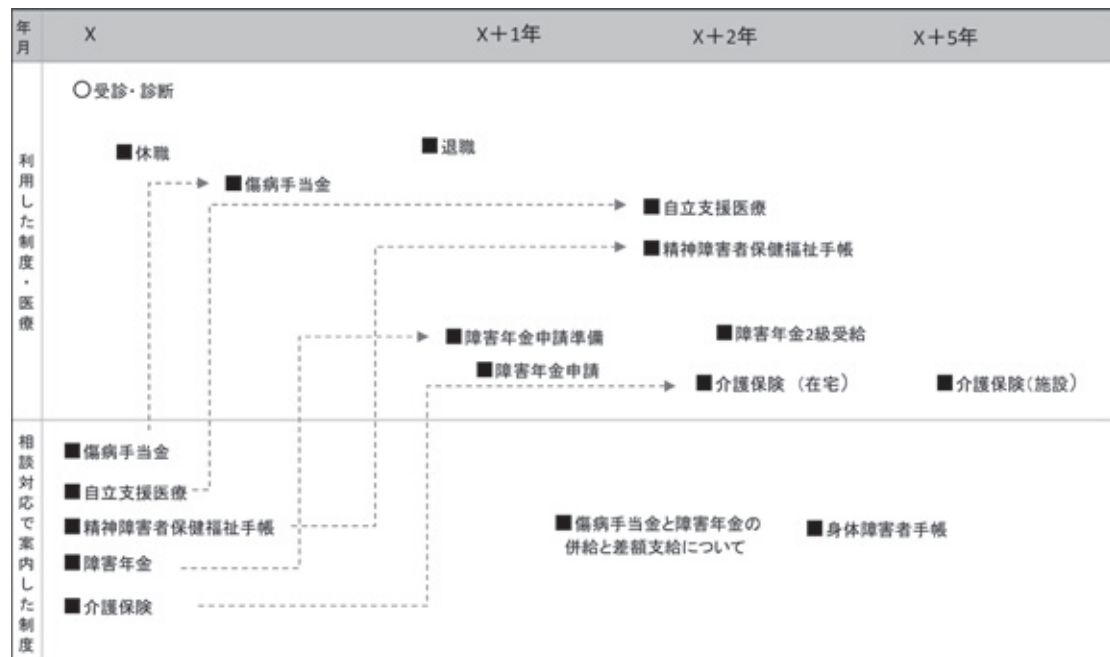 年月
X
X+1年
X+2年
X+5年
利用した制度・医療
○受診・診断
■休職
■退職
■傷病手当金
■自立支援医療
■精神障害者保健福祉手帳
■障害年金申請準備
■障害年金2級受給
■障害年金申請
■介護保険（在宅）
■介護保険（施設）
相談対応で案内した制度
■傷病手当金
■自立支援医療
■精神障害者保健福祉手帳
■傷病手当金と障害年金の
併給と差額支給について
■身体障害者手帳
■障害年金
■介護保険